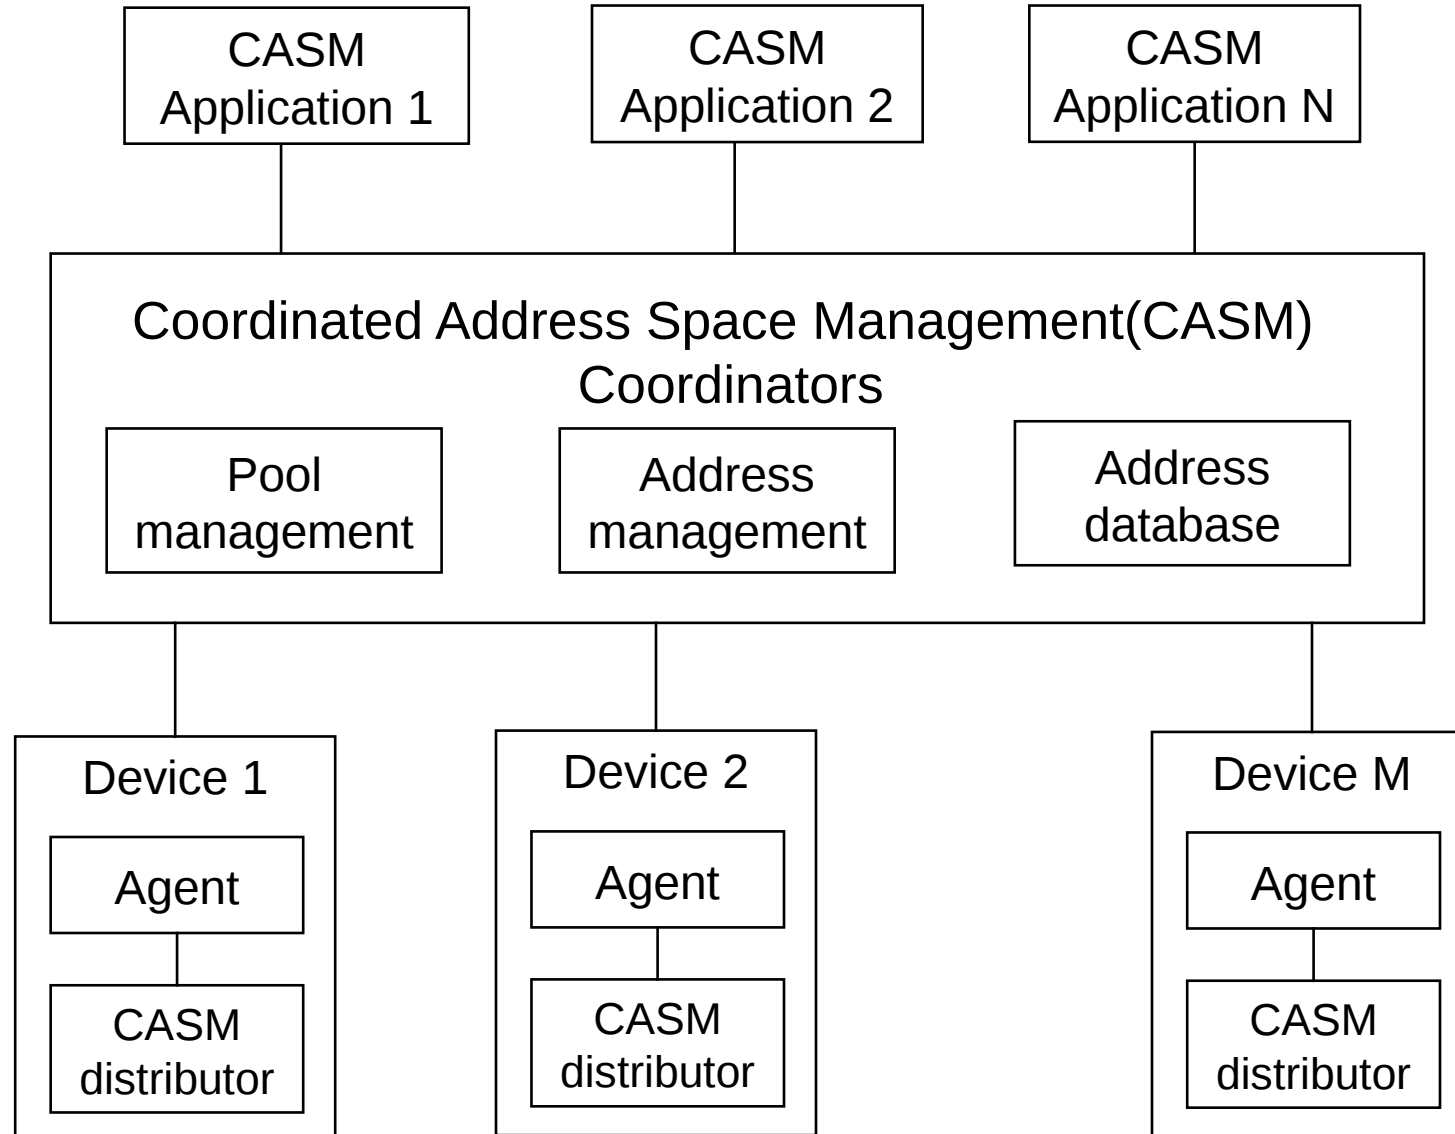 CASM
Application 1
CASM
Application 2
CASM
Application N
Coordinated Address Space Management(CASM)
Coordinators
Pool
management
Address
management
Address
database
Device 1
Agent
CASM
distributor
Device 2
Agent
CASM
distributor
Device M
Agent
CASM
distributor